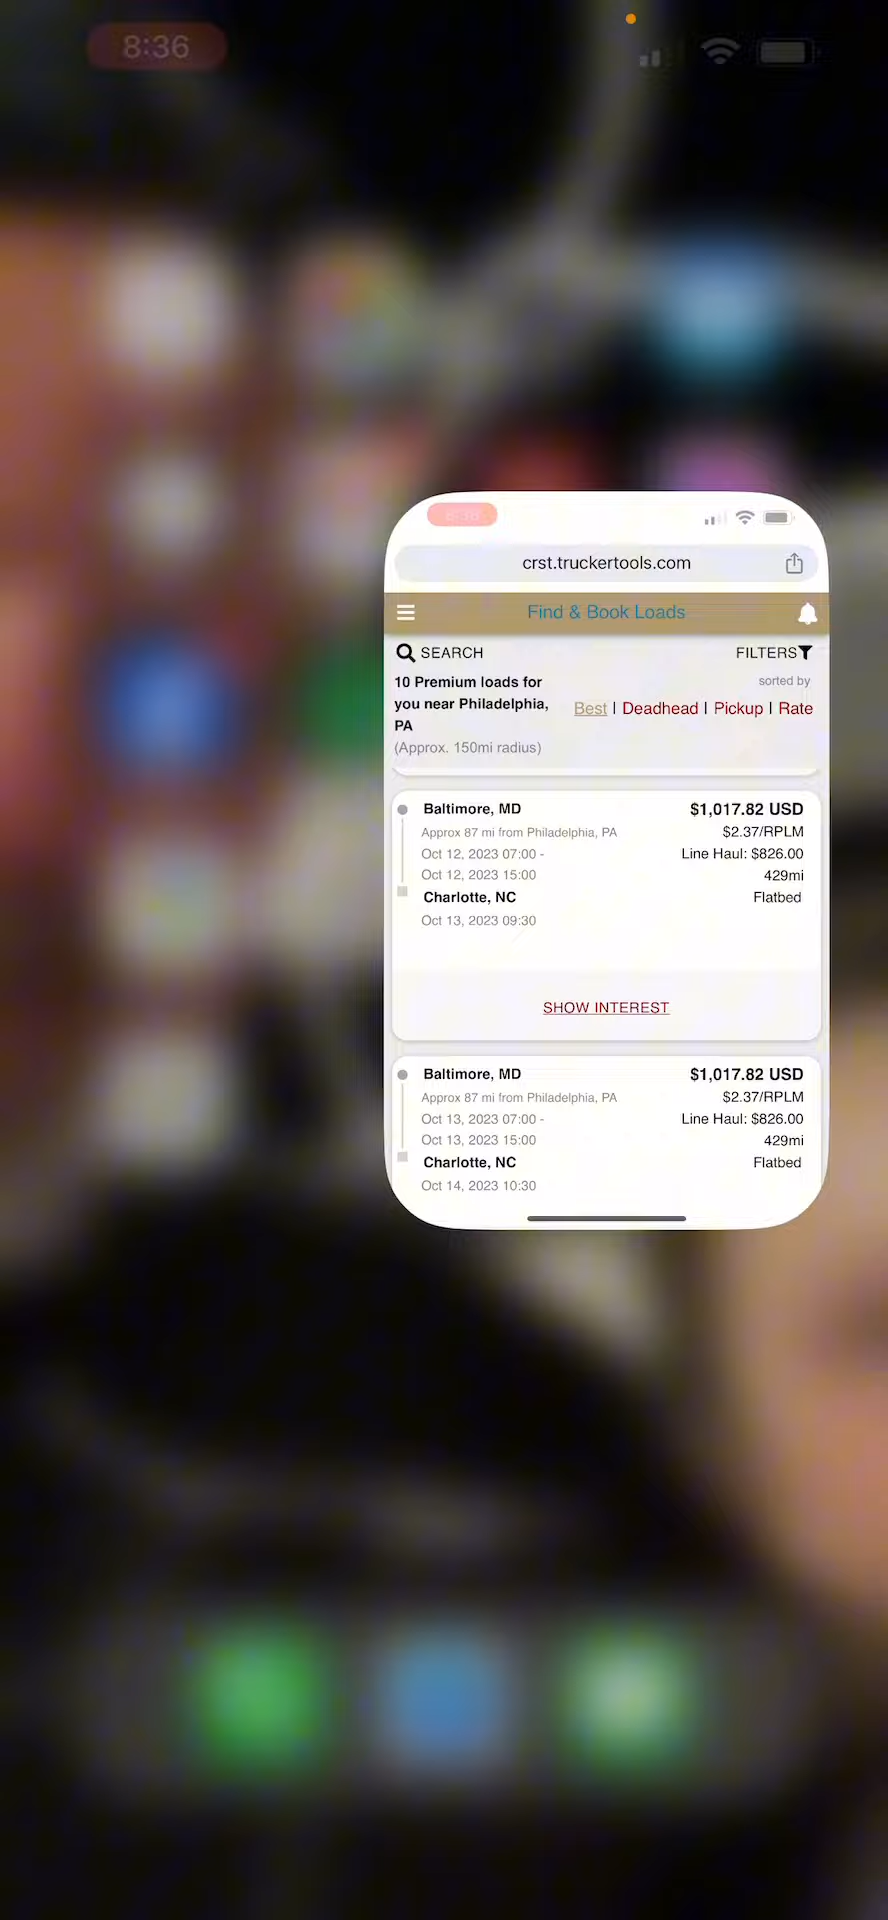 8:36
8:36
crst.truckertools.com
Find & Book Loads
SEARCH
FILTERS
10 Premium loads for
you near Philadelphia,
PA
(Approx. 150mi radius)
sorted by
Best | Deadhead | Pickup | Rate
Baltimore, MD
$1,017.82 USD
Approx 87 mi from Philadelphia, PA
$2.37/RPLM
Oct 12, 2023 07:00 -
Line Haul: $826.00
Oct 12, 2023 15:00
429mi
Charlotte, NC
Flatbed
Oct 13, 2023 09:30
SHOW INTEREST
Baltimore, MD
$1,017.82 USD
Approx 87 mi from Philadelphia, PA
$2.37/RPLM
Oct 13, 2023 07:00 -
Line Haul: $826.00
Oct 13, 2023 15:00
429mi
Charlotte, NC
Flatbed
Oct 14, 2023 10:30